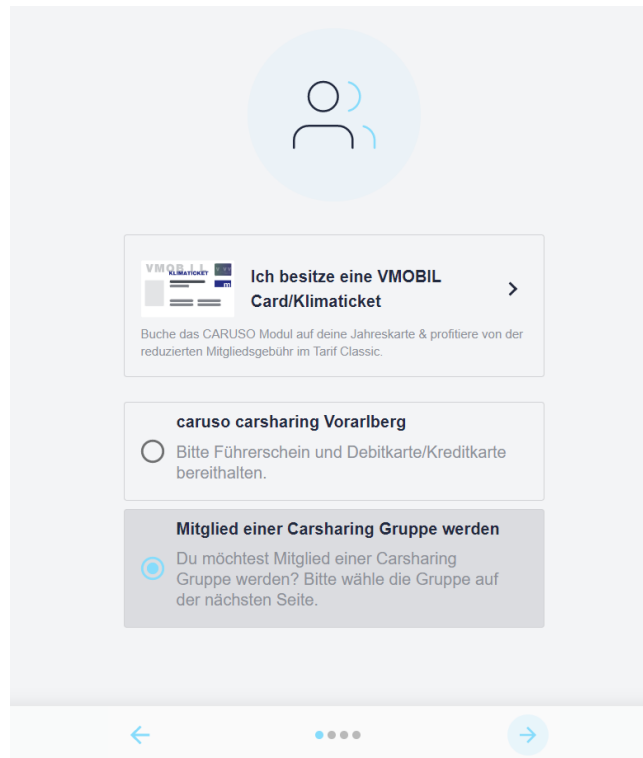 VMOBIL
KLIMATICKET
m
Ich besitze eine VMOBIL
Card/Klimaticket
Buche das CARUSO Modul auf deine Jahreskarte & profitiere von der
reduzierten Mitgliedsgebühr im Tarif Classic.
caruso carsharing Vorarlberg
Bitte Führerschein und Debitkarte/Kreditkarte
bereithalten.
Mitglied einer Carsharing Gruppe werden
Du möchtest Mitglied einer Carsharing
Gruppe werden? Bitte wähle die Gruppe auf
der nächsten Seite.